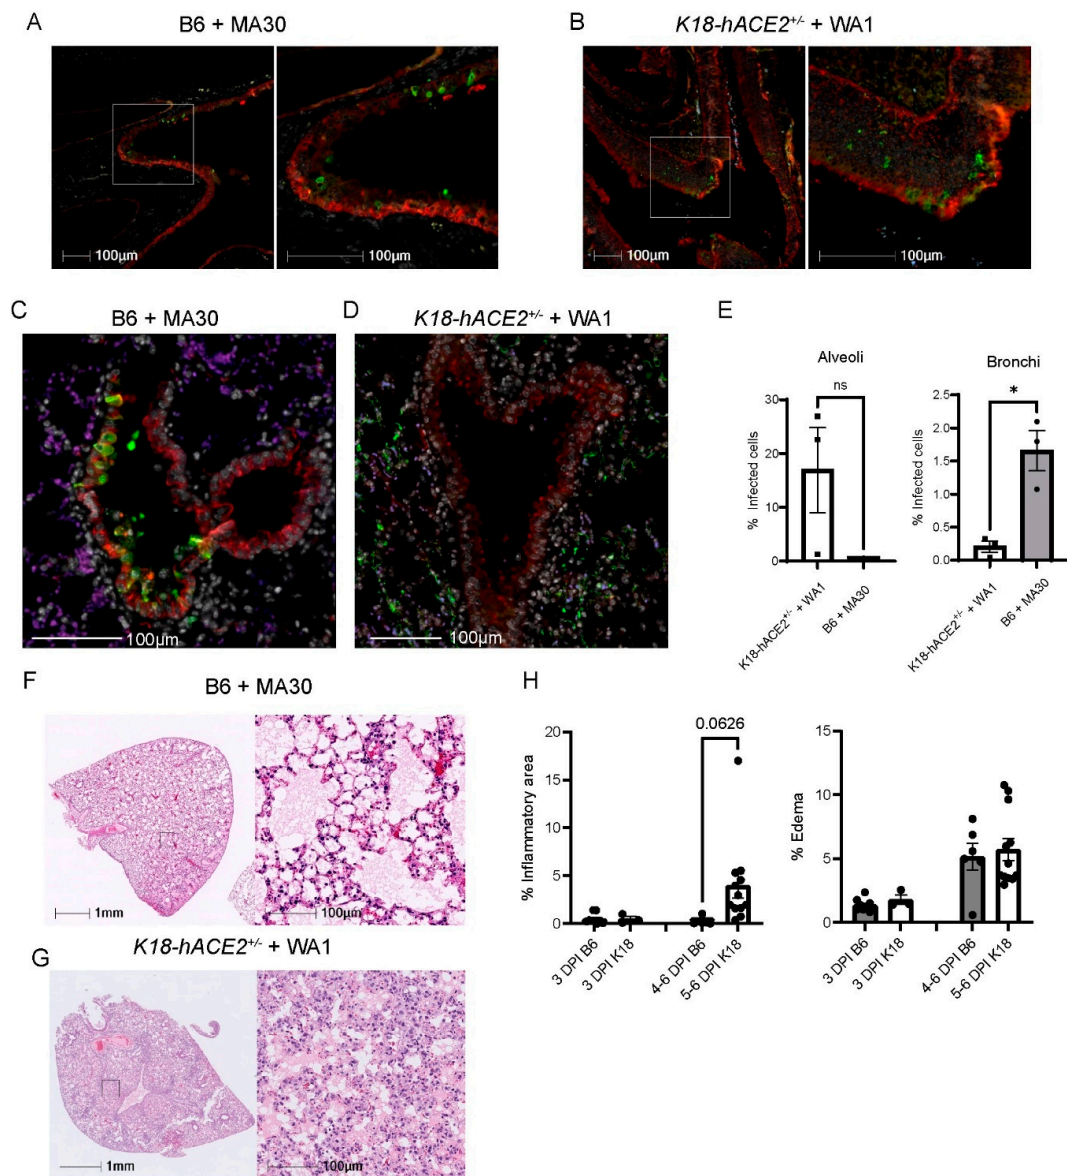 A
B6 + MA30
100µm
100µm
B
K18-hACE2+/- + WA1
100µm
100µm
C
B6 + MA30
100µm
D
K18-hACE2+/- + WA1
100µm
E
Alveoli
ns
30
20
10
0
% Infected cells
K18-hACE2+/- + WA1
B6 + MA30
Bronchi
*
2.5
2.0
1.5
1.0
0.5
0.0
% Infected cells
K18-hACE2+/- + WA1
B6 + MA30
F
B6 + MA30
1mm
100µm
G
K18-hACE2+/- + WA1
1mm
100µm
H
0.0626
20
15
10
5
0
% Inflammatory area
3 DPI B6
3 DPI K18
4-6 DPI B6
5-6 DPI K18
15
10
5
0
% Edema
3 DPI B6
3 DPI K18
4-6 DPI B6
5-6 DPI K18